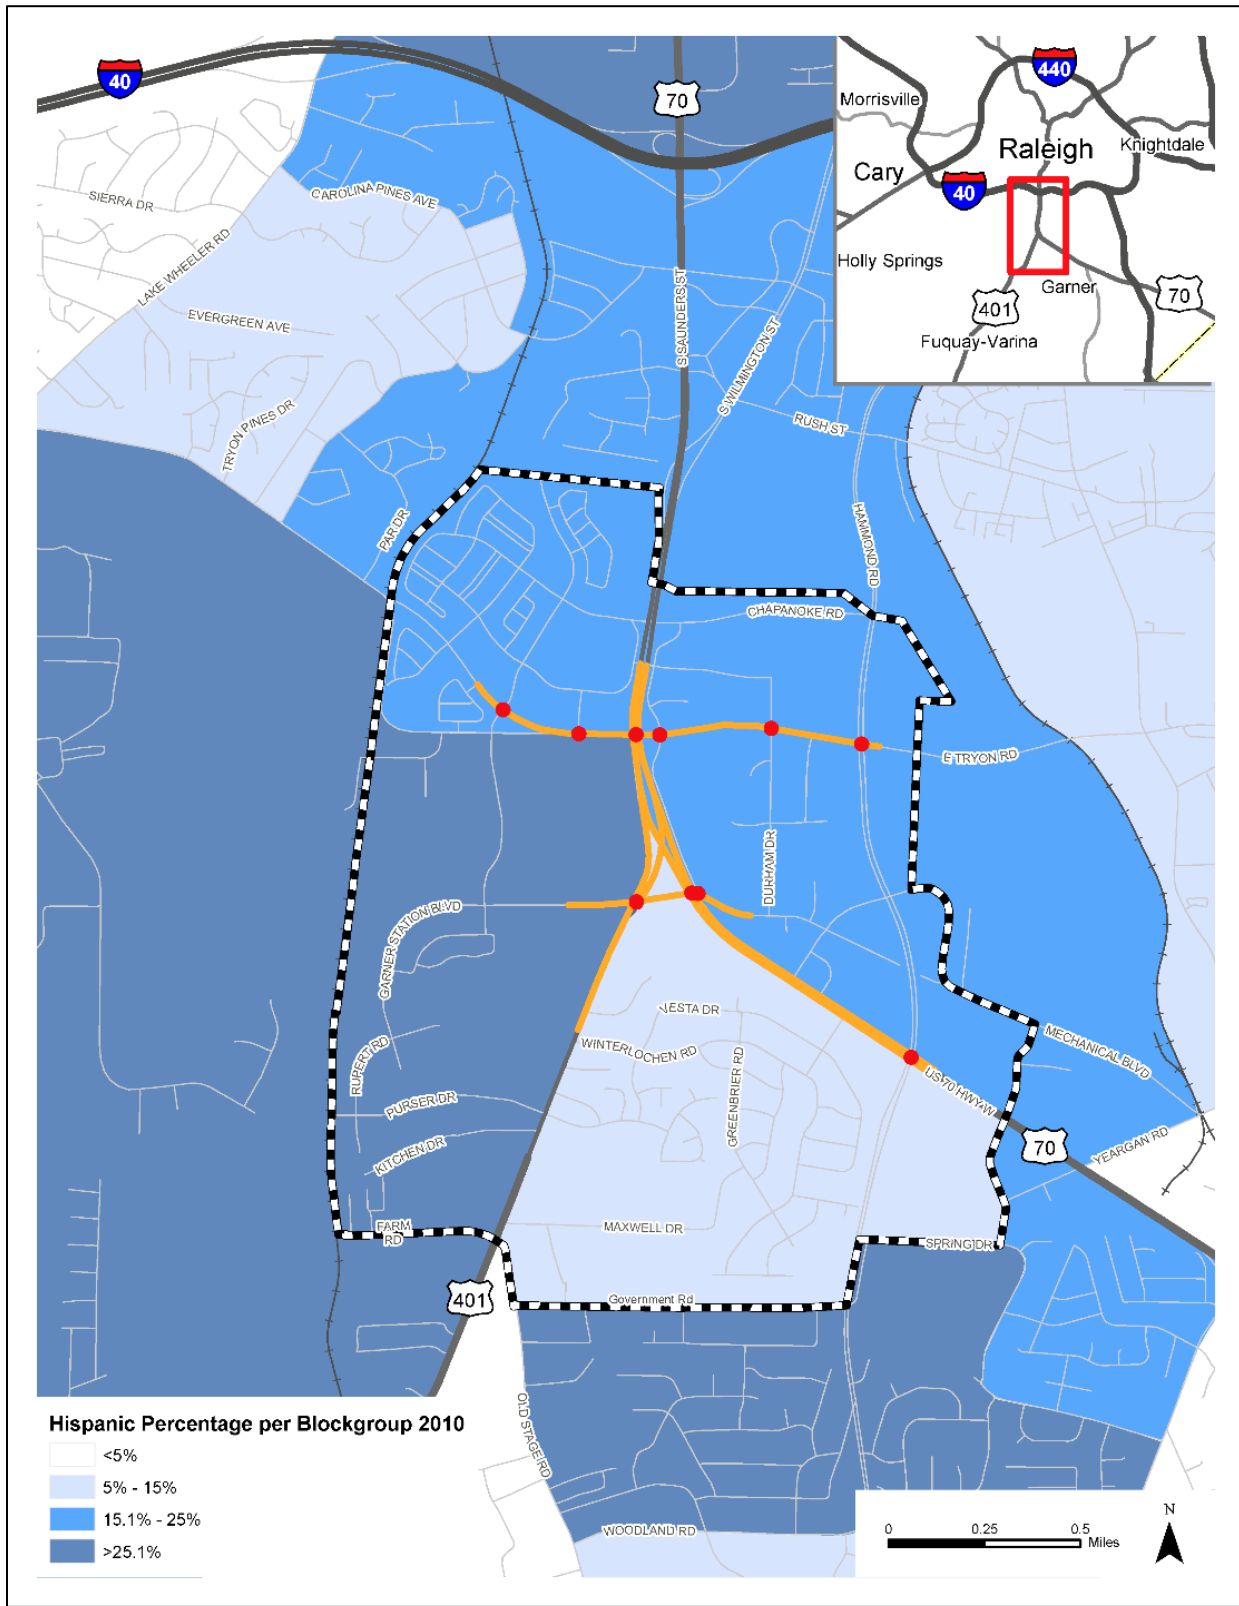 40
70
440
Morrisville
Knightdale
Raleigh
Cary
40
Holly Springs
Garner
70
401
Fuquay-Varina
SIERRA DR
CAROLINA PINES AVE
LAKE WHEELER RD
EVERGREEN AVE
S SAUNDERS ST
S WILMINGTON ST
RUSH ST
TRYON PINES DR
PAR DR
HAMMOND RD
CHAPANOKE RD
E TRYON RD
DURHAM DR
GARNER STATION BLVD
VESTA DR
WINTERLOCHEN RD
RUPERT RD
GREENBRIER RD
MECHANICAL BLVD
US 70 HWY W
PURSER DR
KITCHEN DR
70
YEARGAN RD
FARM
RD
MAXWELL DR
SPRING DR
401
Government Rd
OLD STAGE RD
WOODLAND RD
Hispanic Percentage per Blockgroup 2010
<5%
5% - 15%
15.1% - 25%
>25.1%
0 0.25 0.5
Miles
N